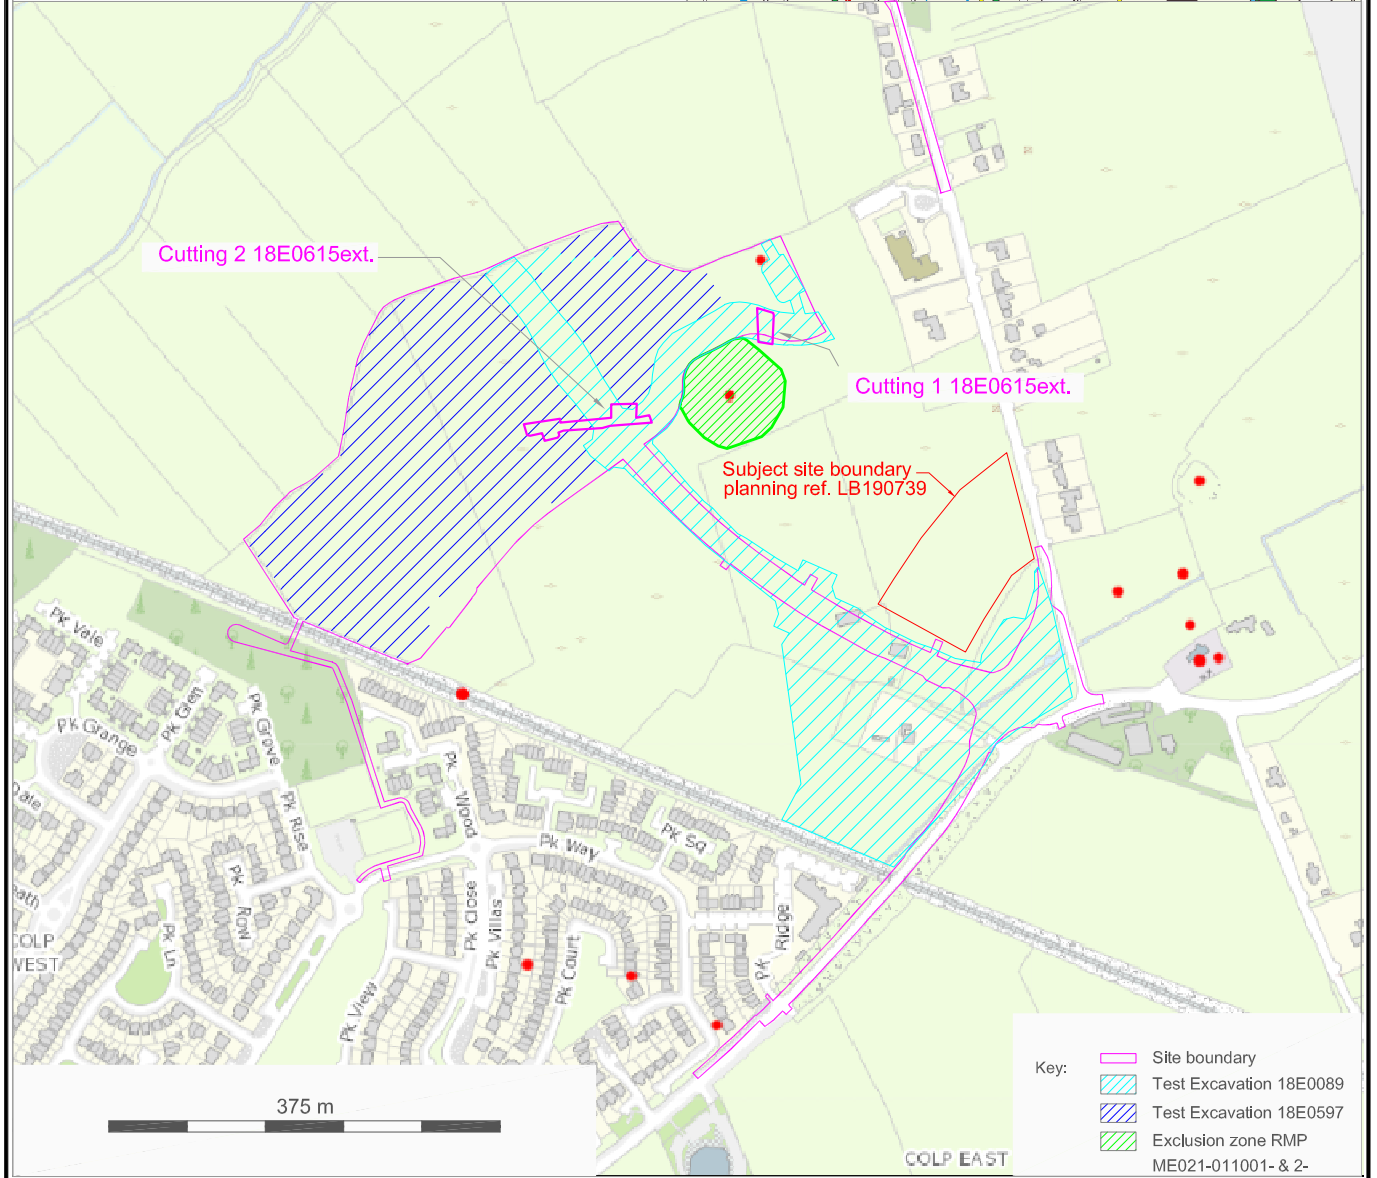 Cutting 2 18E0615ext.
Cutting 1 18E0615ext.
Subject site boundary
planning ref. LB190739
Pk Vale
Pk Glen
Pk Grove
Pk Grange
Pk Rise
Pk Wood
Pk Way
Pk Sq
Pk Row
Pk Ln
Pk Close
Pk Villas
Pk Court
Pk View
Pk Ridge
COLP
WEST
COLP EAST
375 m
Key:
Site boundary
Test Excavation 18E0089
Test Excavation 18E0597
Exclusion zone RMP
ME021-011001- & 2-